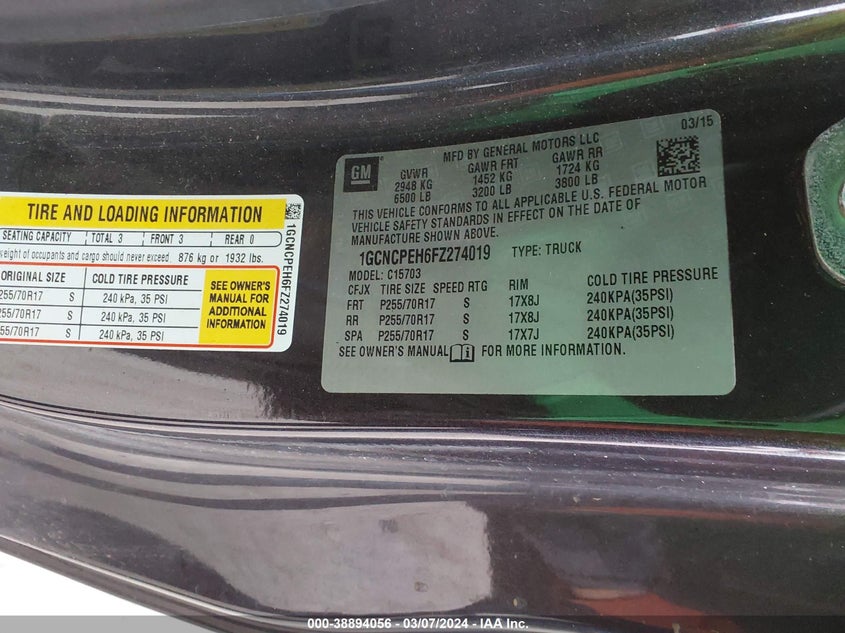 TIRE AND LOADING INFORMATION
SEATING CAPACITY TOTAL 3 FRONT 3 REAR 0
weight of occupants and cargo should never exceed. 876 kg or 1932 lbs.
ORIGINAL SIZE COLD TIRE PRESSURE
P255/70R17 S 240 kPa, 35 PSI
255/70R17 S 240 kPa, 35 PSI
255/70R17 S 240 kPa, 35 PSI
SEE OWNER'S
MANUAL FOR
ADDITIONAL
INFORMATION
1GCNCPEH6FZ274019
GM
MFD BY GENERAL MOTORS LLC
03/15
GVWR GAWR FRT GAWR RR
2948 KG 1452 KG 1724 KG
6500 LB 3200 LB 3800 LB
THIS VEHICLE CONFORMS TO ALL APPLICABLE U.S. FEDERAL MOTOR
VEHICLE SAFETY STANDARDS IN EFFECT ON THE DATE OF
MANUFACTURE SHOWN ABOVE.
1GCNCPEH6FZ274019 TYPE: TRUCK
MODEL: C15703
CFJX TIRE SIZE SPEED RTG RIM COLD TIRE PRESSURE
FRT P255/70R17 S 17X8J 240KPA(35PSI)
RR P255/70R17 S 17X8J 240KPA(35PSI)
SPA P255/70R17 S 17X7J 240KPA(35PSI)
SEE OWNER'S MANUAL FOR MORE INFORMATION.
000-38894056 - 03/07/2024 - IAA Inc.